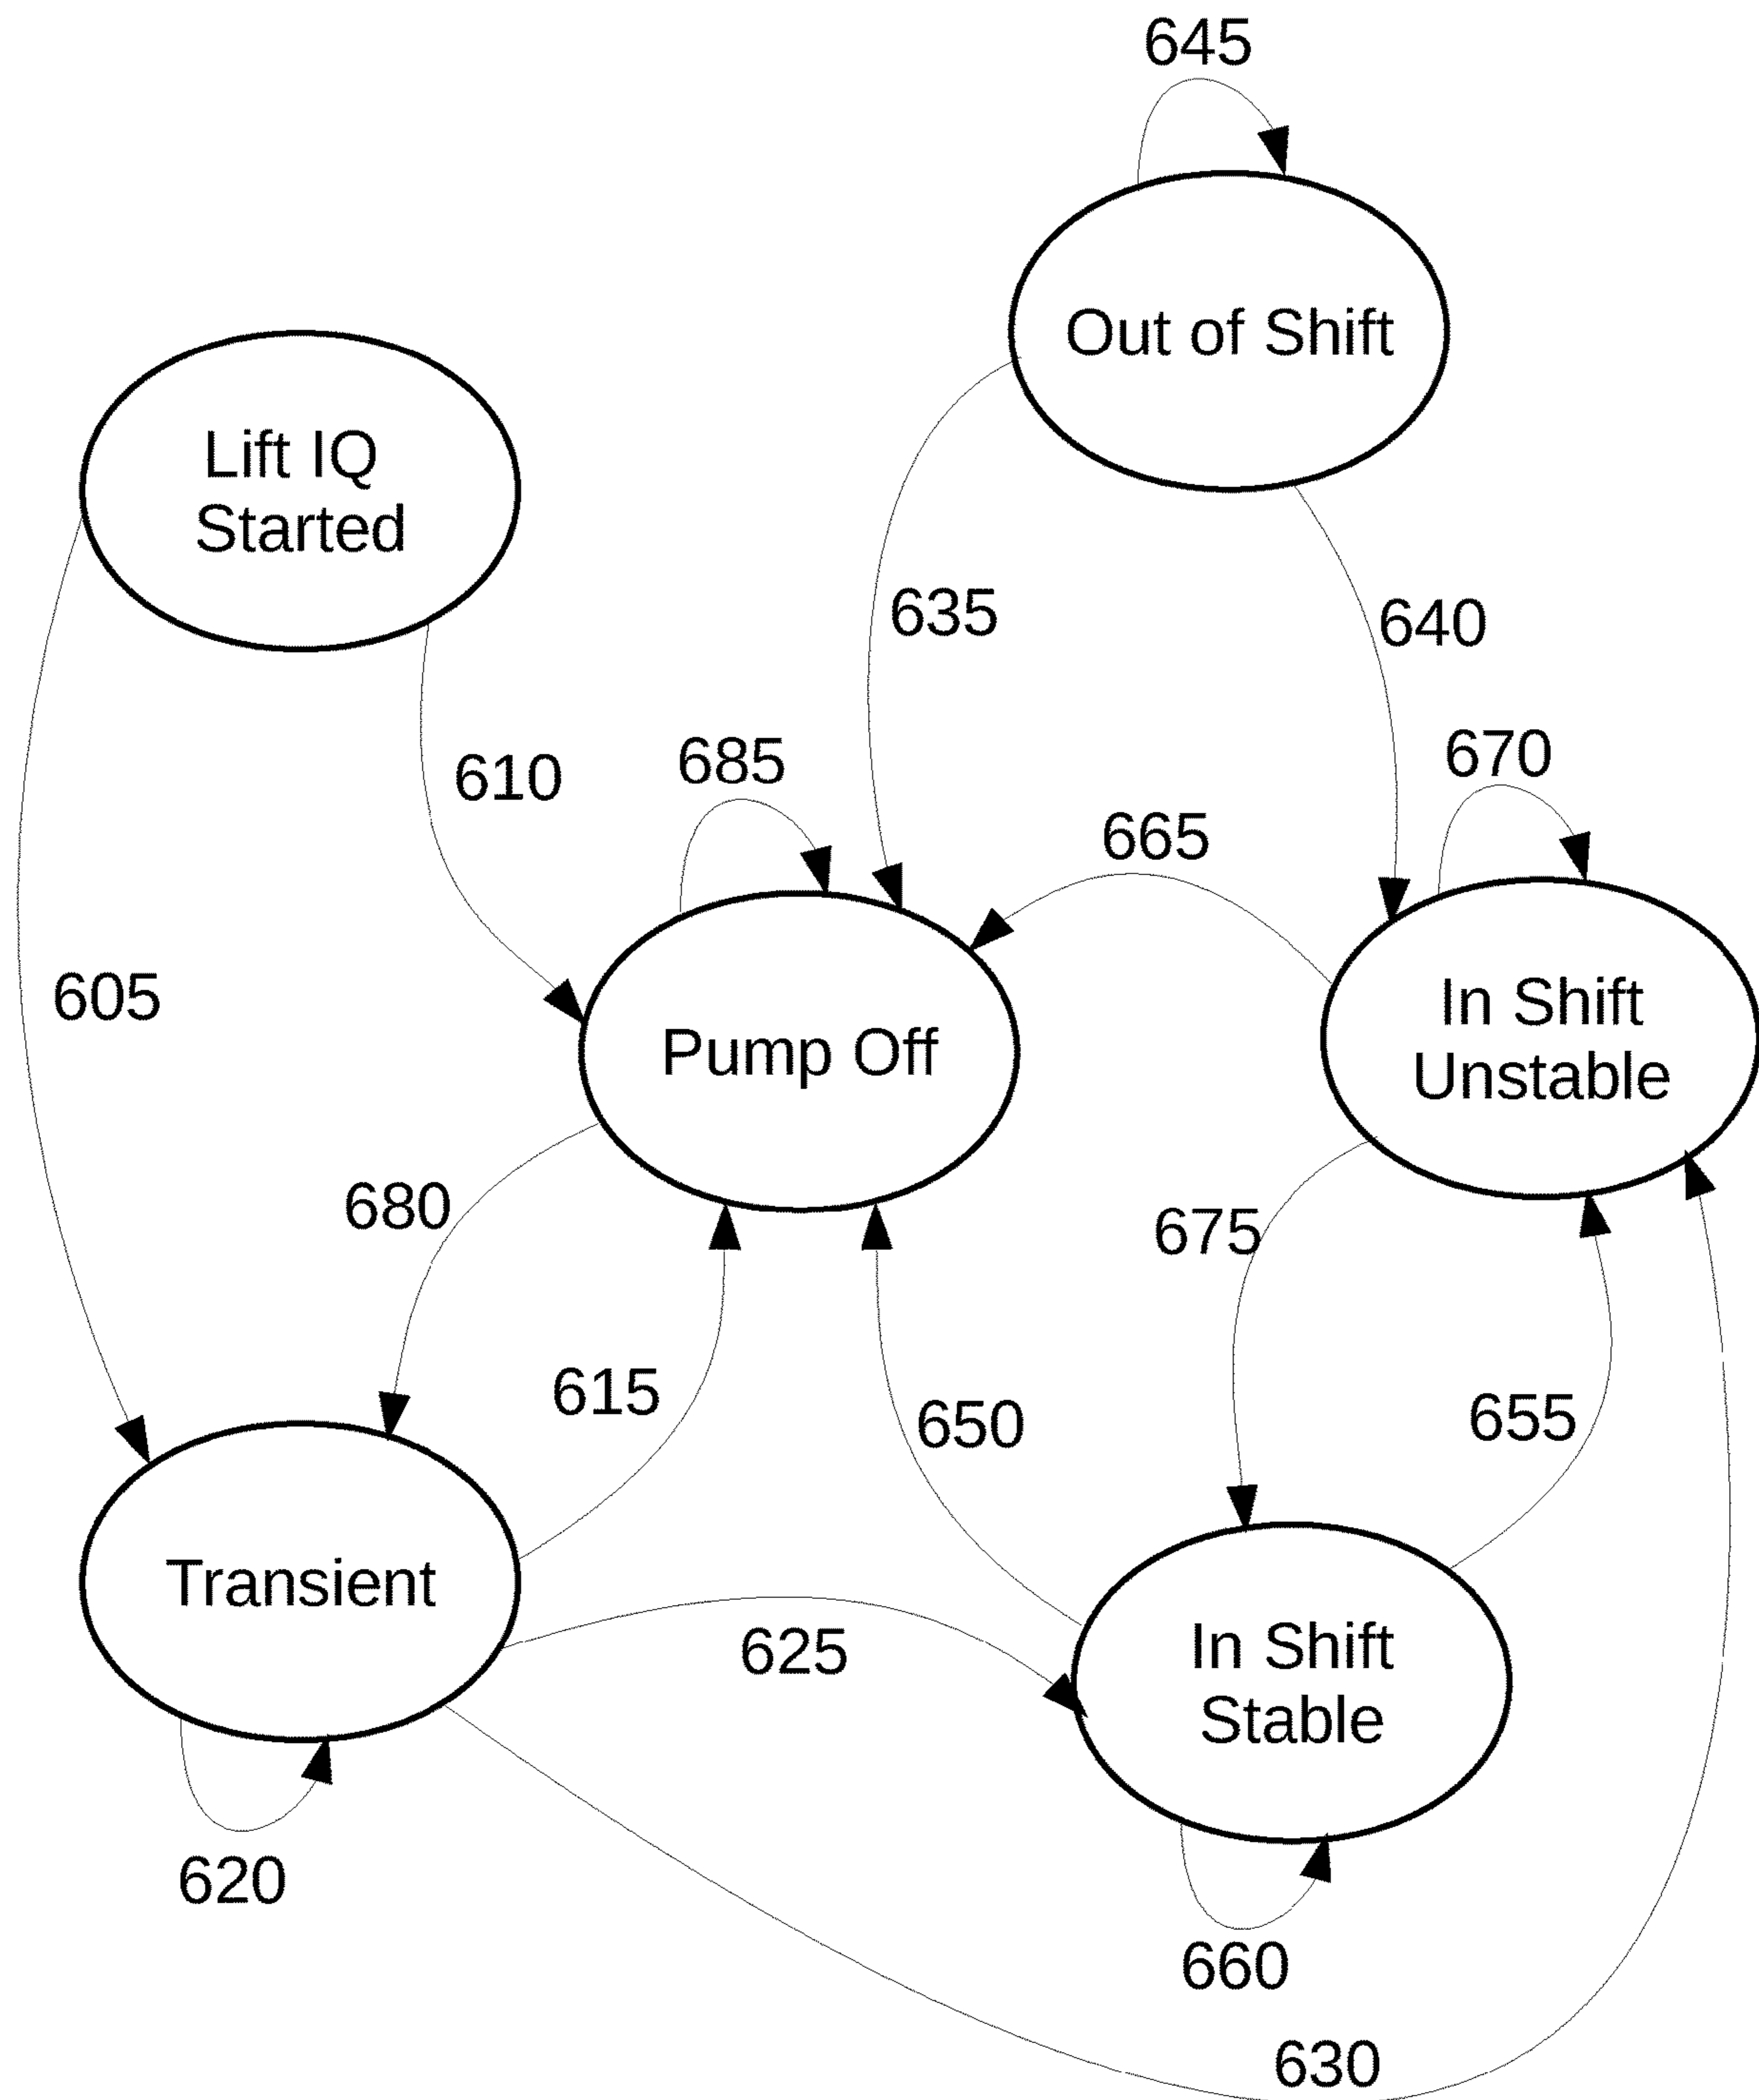 645
Out of Shift
Lift IQ
Started
635
640
610
685
670
665
605
In Shift
Unstable
Pump Off
680
675
615
650
655
Transient
625
In Shift
Stable
620
660
630